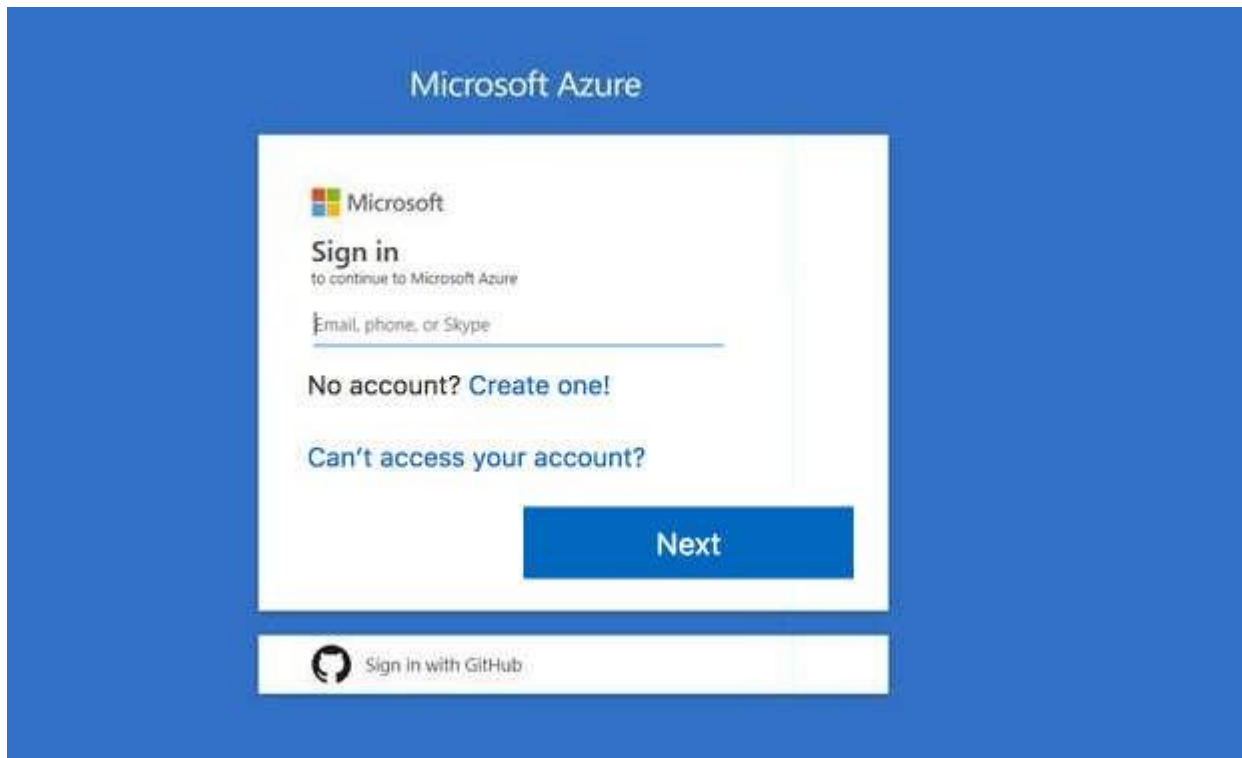 Microsoft Azure
Microsoft
Sign in
to continue to Microsoft Azure
Email, phone, or Skype
No account? Create one!
Can't access your account?
Next
Sign in with GitHub